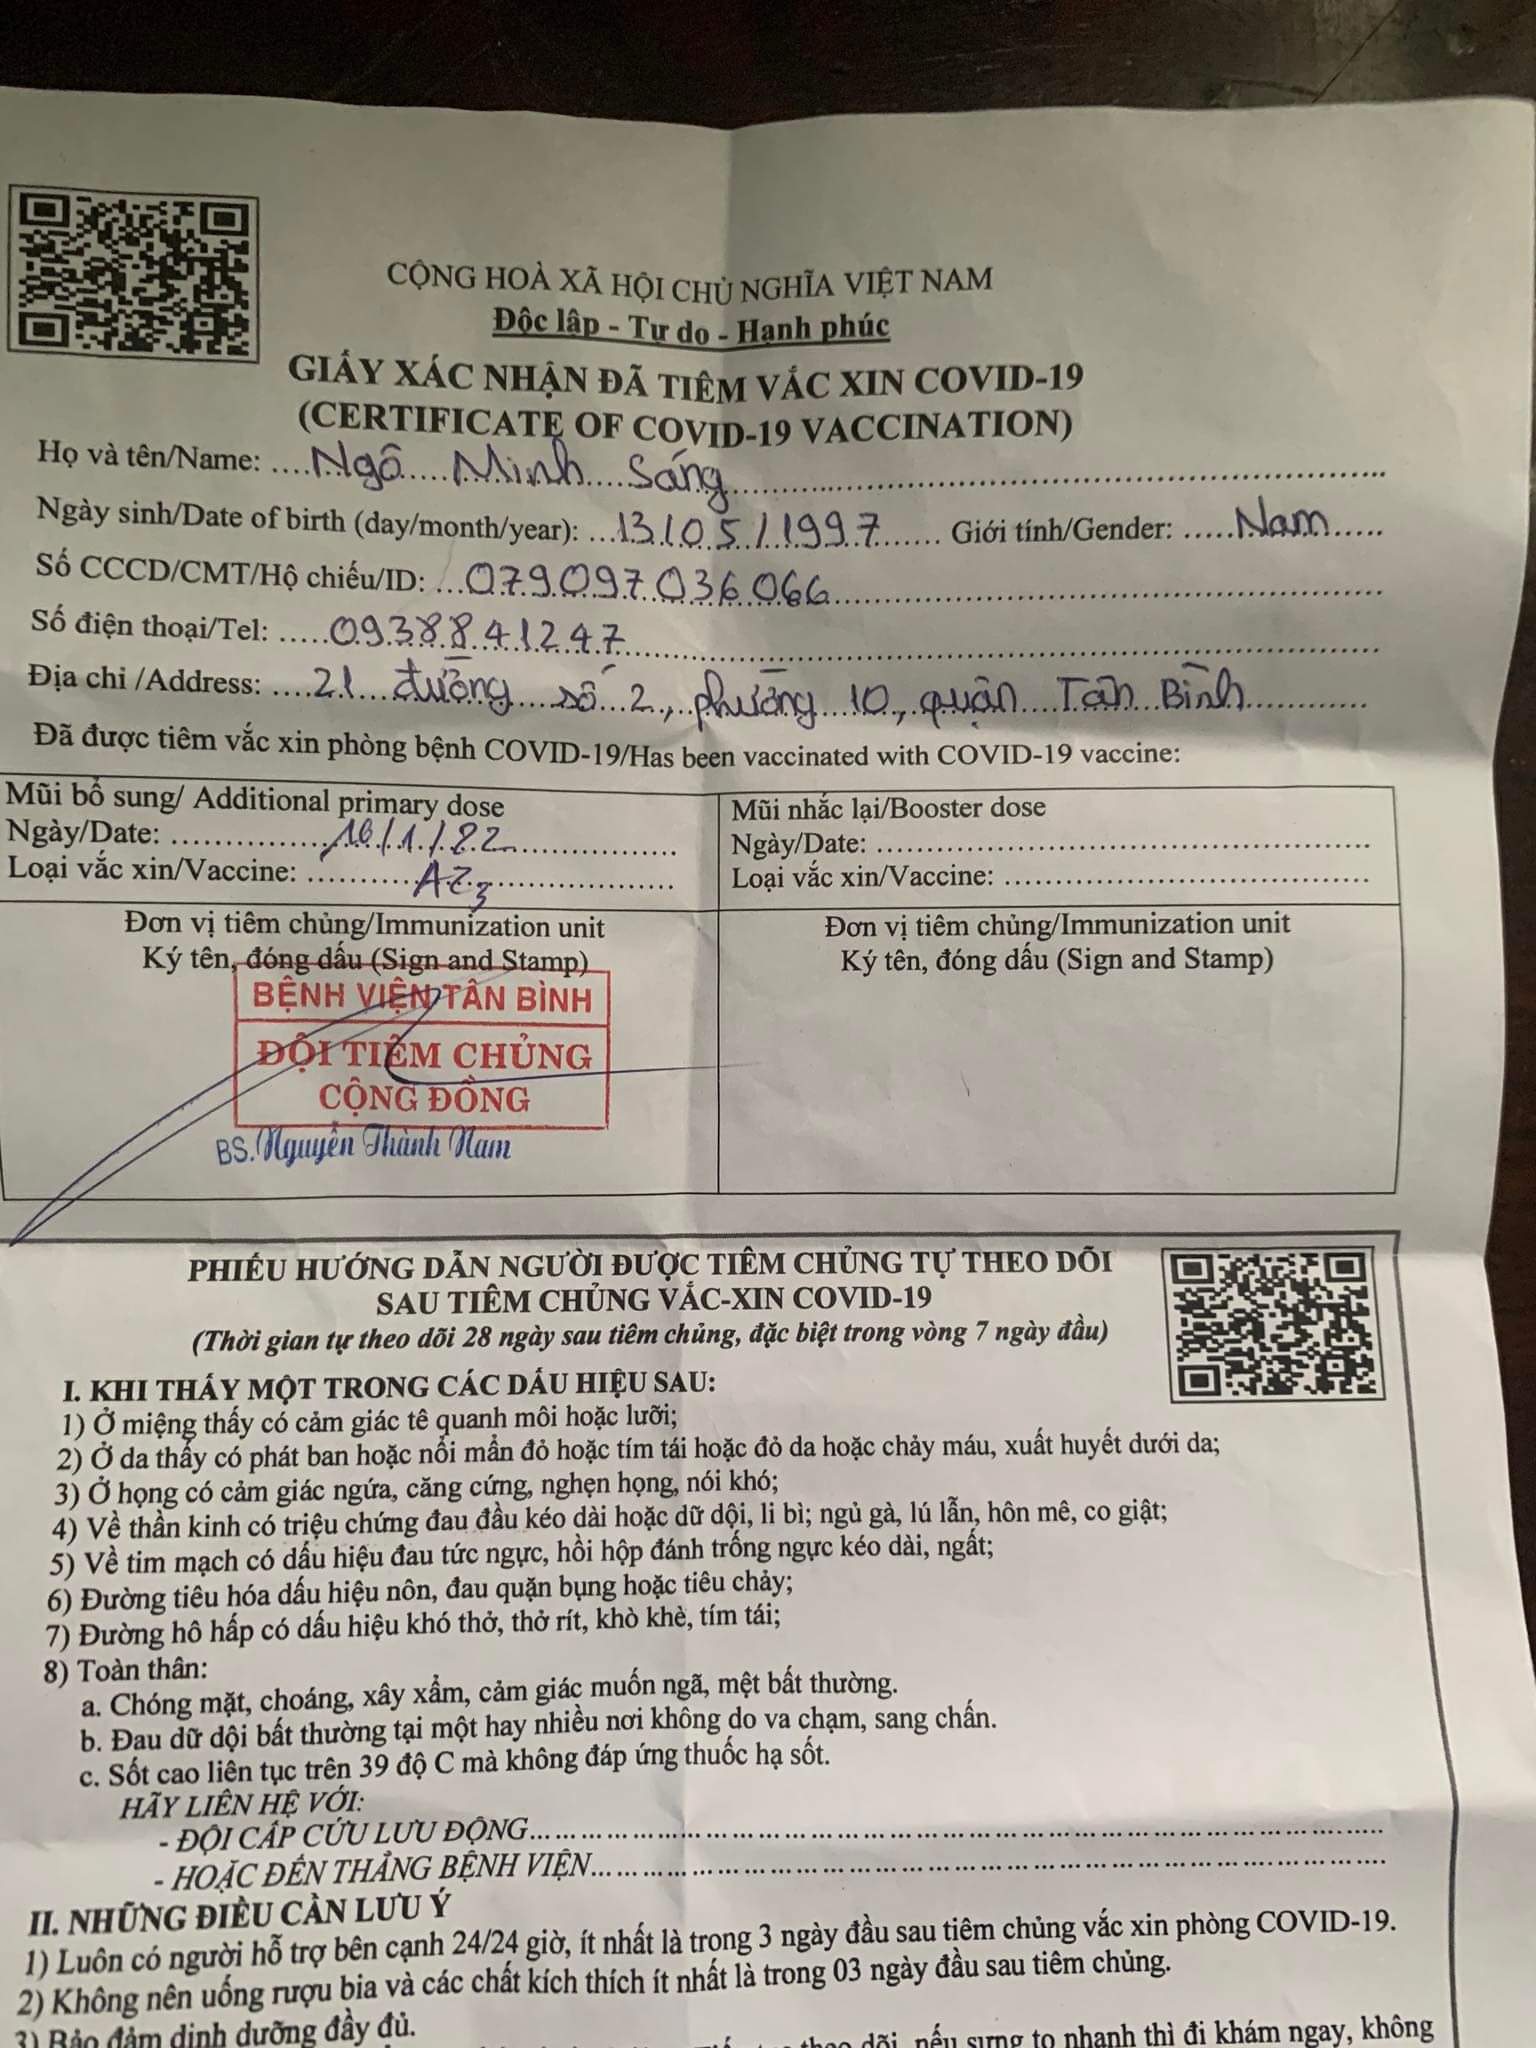 CỘNG HOÀ XÃ HỘI CHỦ NGHĨA VIỆT NAM
Độc lập - Tự do - Hạnh phúc
GIẤY XÁC NHẬN ĐÃ TIÊM VẮC XIN COVID-19
(CERTIFICATE OF COVID-19 VACCINATION)
Họ và tên/Name: Ngô Minh Sáng
Ngày sinh/Date of birth (day/month/year): 13/05/1997 Giới tính/Gender: Nam
Số CCCD/CMT/Hộ chiếu/ID: 079097036066
Số điện thoại/Tel: 0938841247
Địa chỉ /Address: 21 đường số 2, phường 10, quận Tân Bình
Đã được tiêm vắc xin phòng bệnh COVID-19/Has been vaccinated with COVID-19 vaccine:
Mũi bổ sung/ Additional primary dose
Ngày/Date: 10/1/22
Loại vắc xin/Vaccine: AZ3
Đơn vị tiêm chủng/Immunization unit
Ký tên, đóng dấu (Sign and Stamp)
BỆNH VIỆN TÂN BÌNH
ĐỘI TIÊM CHỦNG
CỘNG ĐỒNG
BS. Nguyễn Thành Nam
Mũi nhắc lại/Booster dose
Ngày/Date:
Loại vắc xin/Vaccine:
Đơn vị tiêm chủng/Immunization unit
Ký tên, đóng dấu (Sign and Stamp)
PHIẾU HƯỚNG DẪN NGƯỜI ĐƯỢC TIÊM CHỦNG TỰ THEO DÕI
SAU TIÊM CHỦNG VẮC-XIN COVID-19
(Thời gian tự theo dõi 28 ngày sau tiêm chủng, đặc biệt trong vòng 7 ngày đầu)
I. KHI THẤY MỘT TRONG CÁC DẤU HIỆU SAU:
1) Ở miệng thấy có cảm giác tê quanh môi hoặc lưỡi;
2) Ở da thấy có phát ban hoặc nổi mẩn đỏ hoặc tím tái hoặc đỏ da hoặc chảy máu, xuất huyết dưới da;
3) Ở họng có cảm giác ngứa, căng cứng, nghẹn họng, nói khó;
4) Về thần kinh có triệu chứng đau đầu kéo dài hoặc dữ dội, li bì; ngủ gà, lú lẫn, hôn mê, co giật;
5) Về tim mạch có dấu hiệu đau tức ngực, hồi hộp đánh trống ngực kéo dài, ngất;
6) Đường tiêu hóa dấu hiệu nôn, đau quặn bụng hoặc tiêu chảy;
7) Đường hô hấp có dấu hiệu khó thở, thở rít, khò khè, tím tái;
8) Toàn thân:
a. Chóng mặt, choáng, xây xẩm, cảm giác muốn ngã, mệt bất thường.
b. Đau dữ dội bất thường tại một hay nhiều nơi không do va chạm, sang chấn.
c. Sốt cao liên tục trên 39 độ C mà không đáp ứng thuốc hạ sốt.
HÃY LIÊN HỆ VỚI:
- ĐỘI CẤP CỨU LƯU ĐỘNG
- HOẶC ĐẾN THẲNG BỆNH VIỆN
II. NHỮNG ĐIỀU CẦN LƯU Ý
1) Luôn có người hỗ trợ bên cạnh 24/24 giờ, ít nhất là trong 3 ngày đầu sau tiêm chủng vắc xin phòng COVID-19.
2) Không nên uống rượu bia và các chất kích thích ít nhất là trong 03 ngày đầu sau tiêm chủng.
3) Bảo đảm dinh dưỡng đầy đủ.
theo dõi, nếu sưng to nhanh thì đi khám ngay, không